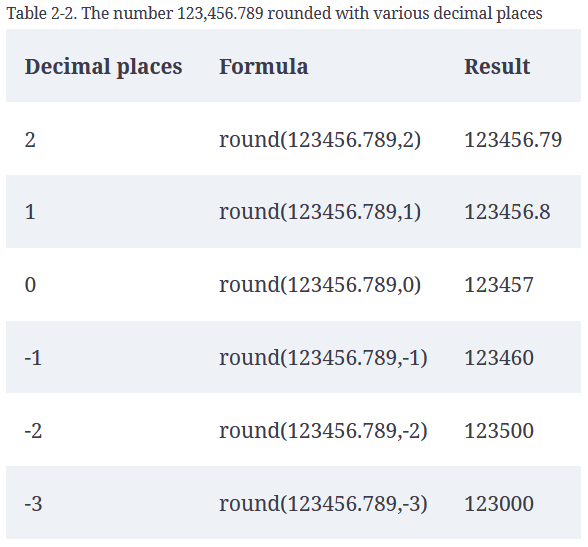 Table 2-2. The number 123,456.789 rounded with various decimal places
Decimal places Formula Result
2 round(123456.789,2) 123456.79
1 round(123456.789,1) 123456.8
0 round(123456.789,0) 123457
-1 round(123456.789,-1) 123460
-2 round(123456.789,-2) 123500
-3 round(123456.789,-3) 123000